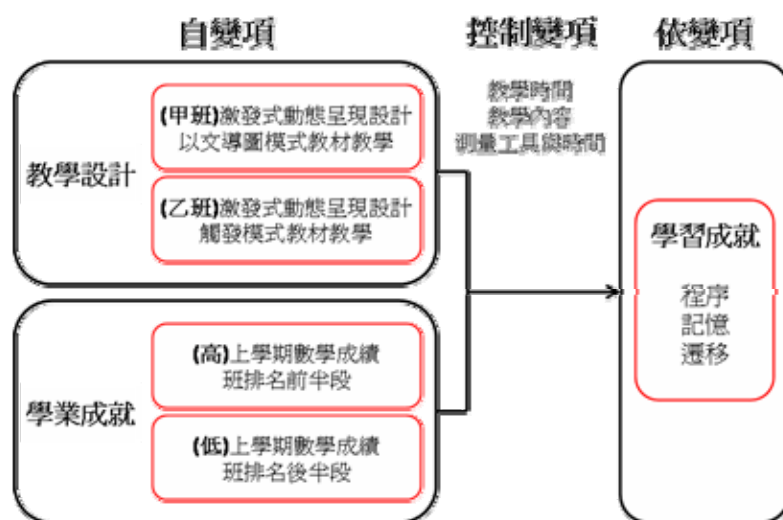 自變項
控制變項
依變項
教學設計
(甲班)激發式動態呈現設計
以文導圖模式教材教學
(乙班)激發式動態呈現設計
觸發模式教材教學
學業成就
(高)上學期數學成績
班排名前半段
(低)上學期數學成績
班排名後半段
教學時間
教學內容
測量工具與時間
學習成就
程序
記憶
遷移